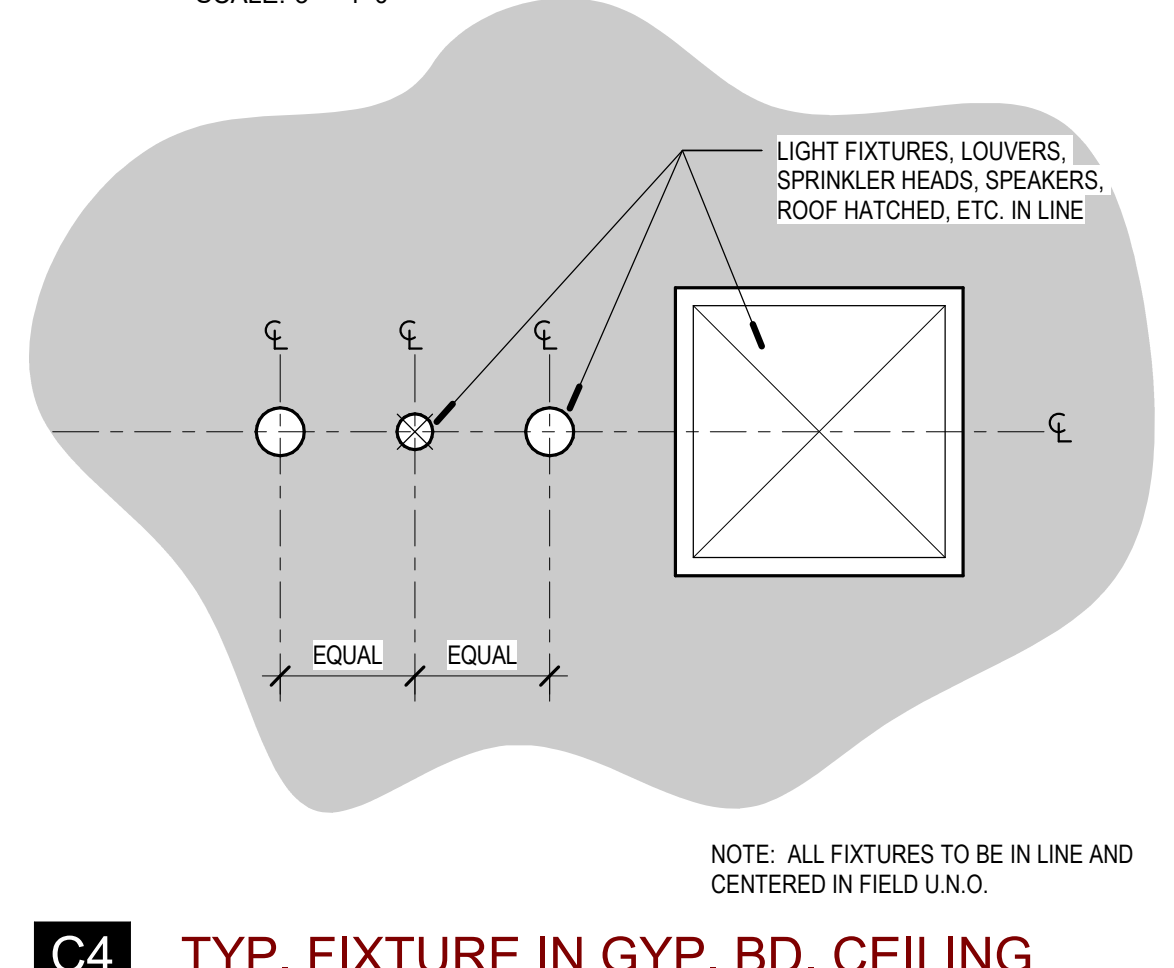 LIGHT FIXTURES, LOUVERS,
SPRINKLER HEADS, SPEAKERS,
ROOF HATCHED, ETC. IN LINE
℄ ℄ ℄
℄
EQUAL EQUAL
NOTE: ALL FIXTURES TO BE IN LINE AND
CENTERED IN FIELD U.N.O.
C4 TYP. FIXTURE IN GYP. BD. CEILING